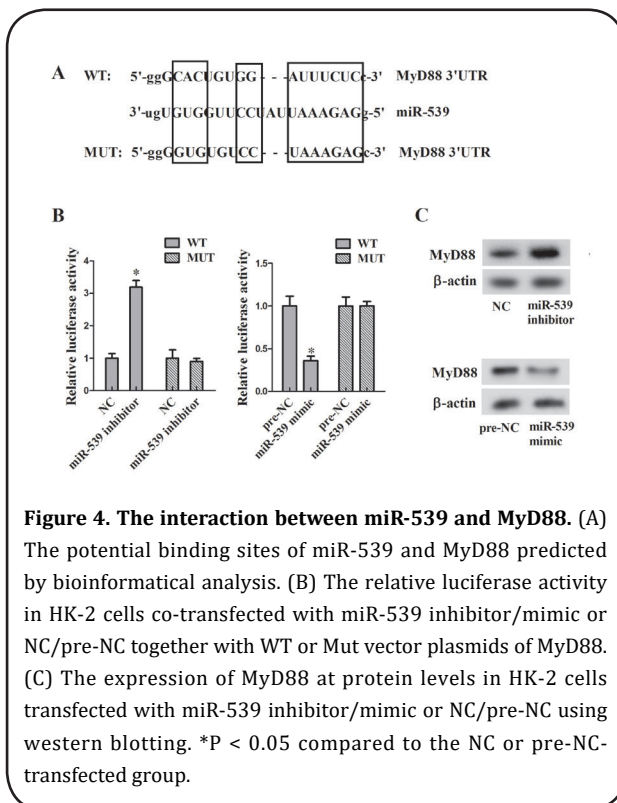 A
WT: 5'-ggGCACUGUGG - - - AUUUCUCc-3' MyD88 3'UTR
3'-ugUGUGGUUCCUAUUAAAGAGg-5' miR-539
MUT: 5'-ggGGUGUGUCC - - - UAAAGAGc-3' MyD88 3'UTR
B
WT
MUT
Relative luciferase activity
4
3
2
1
0
*
NC
miR-539 inhibitor
NC
miR-539 inhibitor
WT
MUT
Relative luciferase activity
1.5
1.0
0.5
0.0
*
pre-NC
miR-539 mimic
pre-NC
miR-539 mimic
C
MyD88
β-actin
NC miR-539
inhibitor
MyD88
β-actin
pre-NC miR-539
mimic
Figure 4. The interaction between miR-539 and MyD88. (A)
The potential binding sites of miR-539 and MyD88 predicted
by bioinformatical analysis. (B) The relative luciferase activity
in HK-2 cells co-transfected with miR-539 inhibitor/mimic or
NC/pre-NC together with WT or Mut vector plasmids of MyD88.
(C) The expression of MyD88 at protein levels in HK-2 cells
transfected with miR-539 inhibitor/mimic or NC/pre-NC using
western blotting. *P < 0.05 compared to the NC or pre-NC-
transfected group.